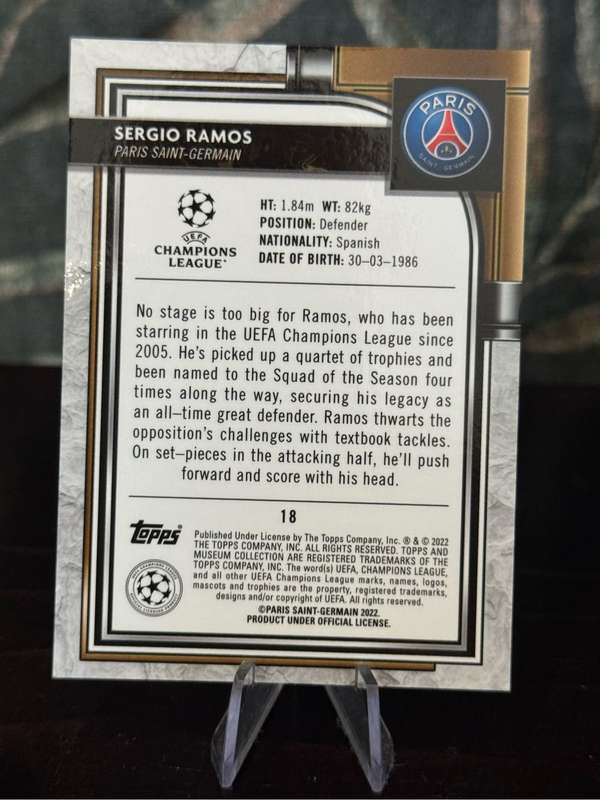 PARIS
SAINT-GERMAIN
SERGIO RAMOS
PARIS SAINT-GERMAIN
HT: 1.84m WT: 82kg
POSITION: Defender
NATIONALITY: Spanish
DATE OF BIRTH: 30-03-1986
UEFA
CHAMPIONS
LEAGUE
No stage is too big for Ramos, who has been
starring in the UEFA Champions League since
2005. He's picked up a quartet of trophies and
been named to the Squad of the Season four
times along the way, securing his legacy as
an all-time great defender. Ramos thwarts the
opposition's challenges with textbook tackles.
On set-pieces in the attacking half, he'll push
forward and score with his head.
18
Topps
Published Under License by The Topps Company, Inc. ® & © 2022
THE TOPPS COMPANY, INC. ALL RIGHTS RESERVED. TOPPS AND
MUSEUM COLLECTION ARE REGISTERED TRADEMARKS OF THE
TOPPS COMPANY, INC. The word(s) UEFA, CHAMPIONS LEAGUE,
and all other UEFA Champions League marks, names, logos,
mascots and trophies are the property, registered trademarks,
designs and/or copyright of UEFA. All rights reserved.
©PARIS SAINT-GERMAIN 2022.
PRODUCT UNDER OFFICIAL LICENSE.